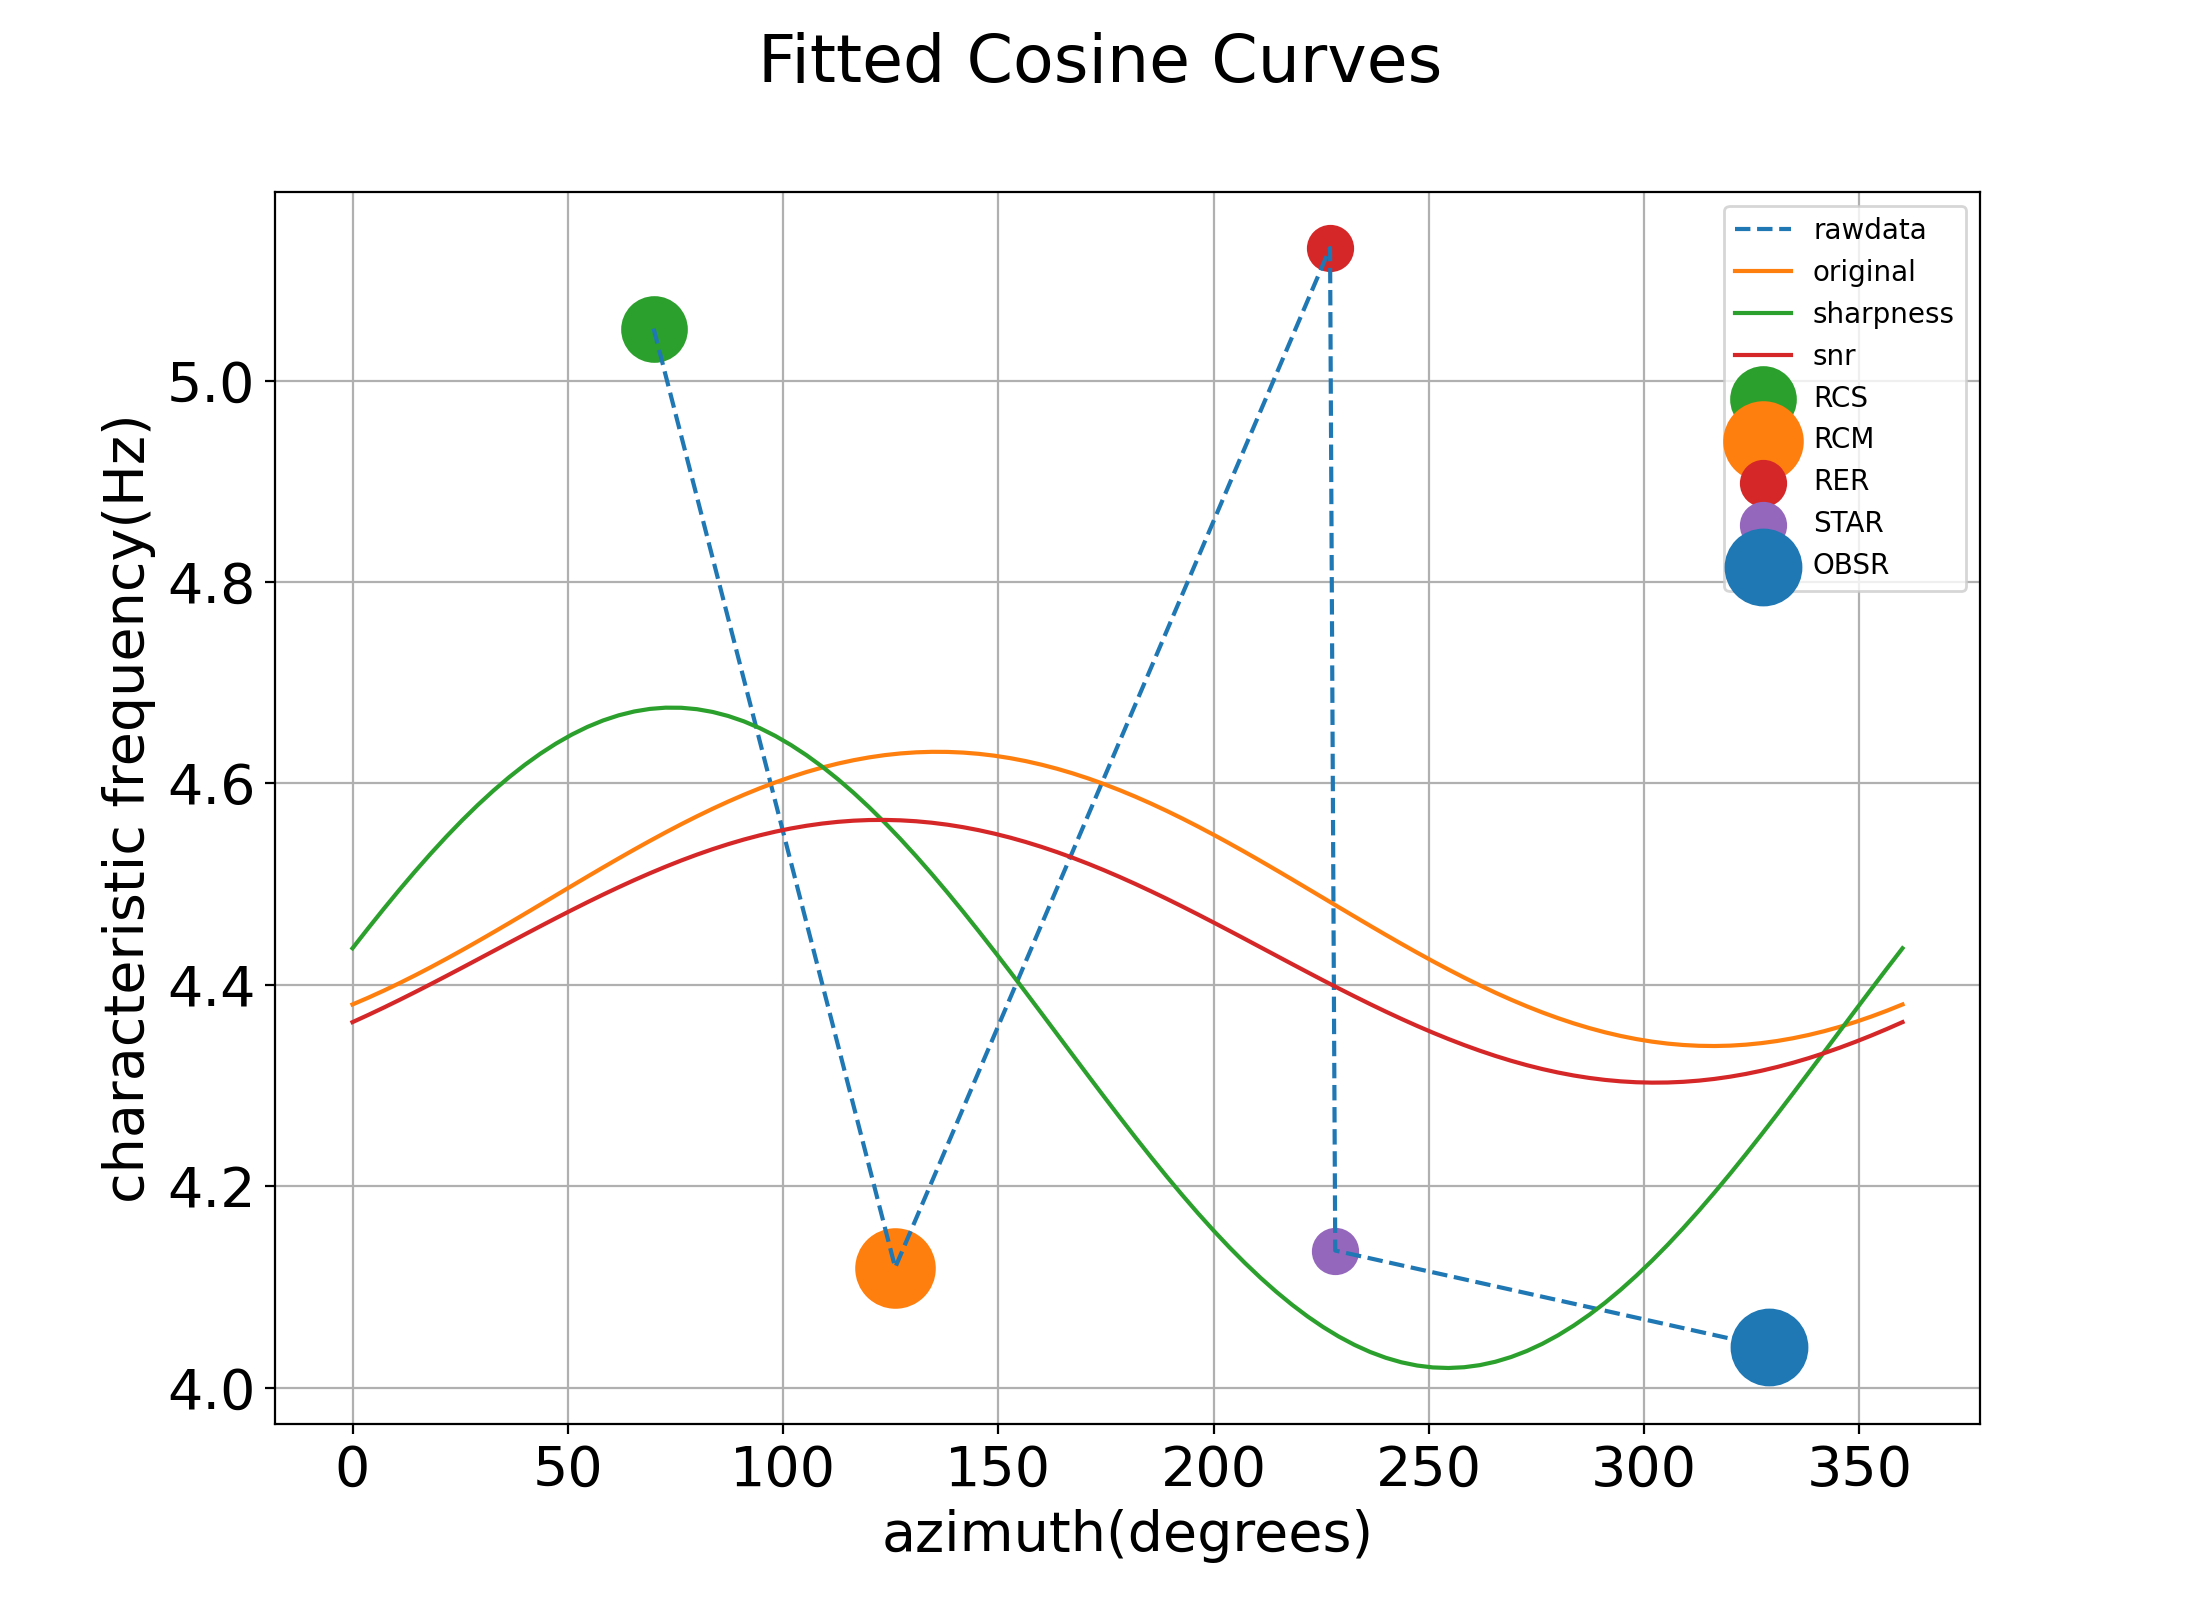 Fitted Cosine Curves
characteristic frequency(Hz)
5.0
4.8
4.6
4.4
4.2
4.0
0 50 100 150 200 250 300 350
azimuth(degrees)
rawdata
original
sharpness
snr
RCS
RCM
RER
STAR
OBSR